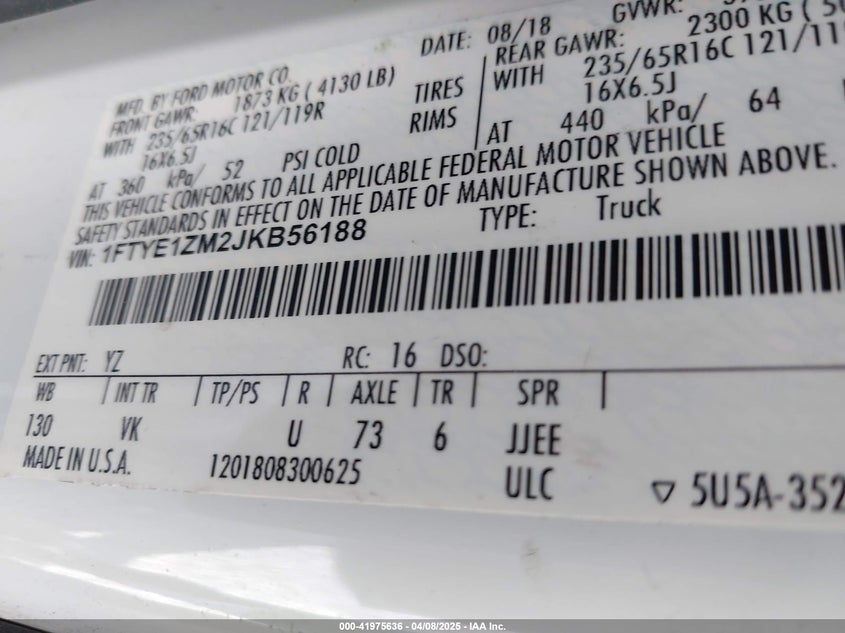 MFD. BY FORD MOTOR CO.
DATE: 08/18
GVWR:
FRONT GAWR: 1873 KG ( 4130 LB)
REAR GAWR: 2300 KG (
WITH 235/65R16C 121/119R TIRES
WITH 235/65R16C 121/119
16X6.5J RIMS
16X6.5J
AT 360 kPa/ 52 PSI COLD
AT 440 kPa/ 64
THIS VEHICLE CONFORMS TO ALL APPLICABLE FEDERAL MOTOR VEHICLE
SAFETY STANDARDS IN EFFECT ON THE DATE OF MANUFACTURE SHOWN ABOVE.
VIN: 1FTYE1ZM2JKB56188 TYPE: Truck
EXT PNT: YZ RC: 16 DSO:
WB | INT TR | TP/PS | R | AXLE | TR | SPR |
130 VK U 73 6 JJEE
MADE IN U.S.A. 1201808300625 ULC ▽ 5U5A-352
000-41975636 - 04/08/2025 - IAA Inc.